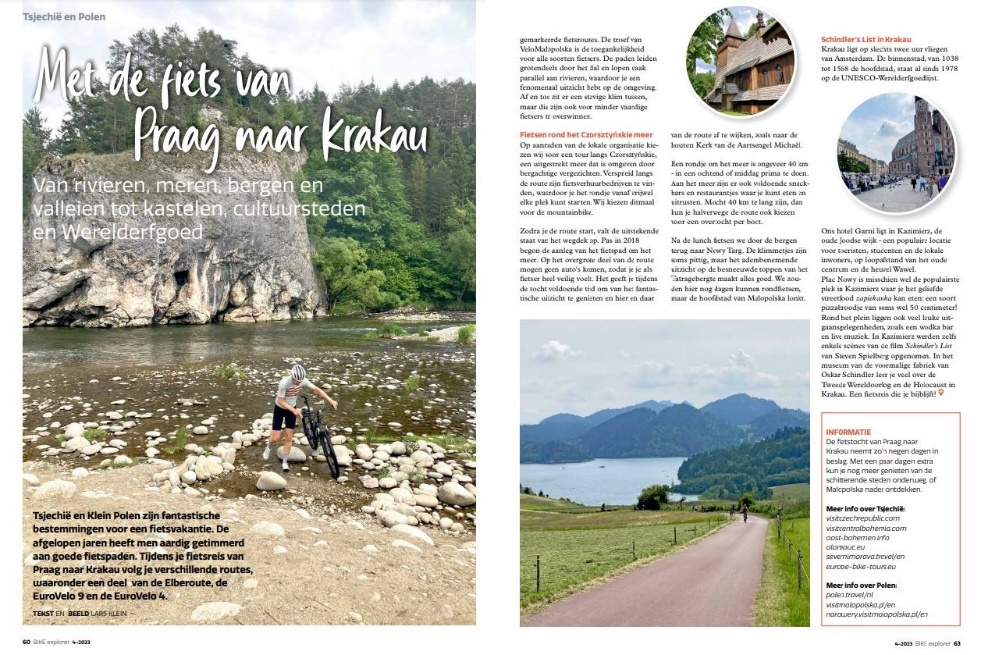 Tsjechië en Polen
Met de fiets van
Praag naar Krakau
Van rivieren, meren, bergen en
valleien tot kastelen, cultuursteden
en Werelderfgoed
Tsjechië en Klein Polen zijn fantastische
bestemmingen voor een fietsvakantie. De
afgelopen jaren heeft men aardig getimmerd
aan goede fietspaden. Tijdens je fietsreis van
Praag naar Krakau volg je verschillende routes,
waaronder een deel van de Elberoute, de
EuroVelo 9 en de EuroVelo 4.
TEKST EN BEELD LARS KLEIN
60 BIKE explorer 4-2023
gemarkeerde fietsroutes. De troef van
VeloMalopolska is de toegankelijkheid
voor alle soorten fietsers. De paden leiden
grotendeels door het dal en lopen vaak
parallel aan rivieren, waardoor je een
fenomenaal uitzicht hebt op de omgeving.
Af en toe zit er een stevige klim tussen,
maar die zijn ook voor minder vaardige
fietsers te overwinnen.
Fietsen rond het Czorsztyńskie meer
Op aanraden van de lokale organisatie kie-
zen wij voor een tour langs Czorsztyńskie,
een uitgestrekt meer dat is omgeven door
bergachtige vergezichten. Verspreid langs
de route zijn fietsverhuurbedrijven te vin-
den, waardoor je het rondje vanaf vrijwel
elke plek kunt starten. Wij kiezen ditmaal
voor de mountainbike.
Zodra je de route start, valt de uitstekende
staat van het wegdek op. Pas in 2018
begon de aanleg van het fietspad om het
meer. Op het overgrote deel van de route
mogen geen auto's komen, zodat je je als
fietser heel veilig voelt. Het geeft je tijdens
de tocht voldoende tijd om van het fantas-
tische uitzicht te genieten en hier en daar
van de route af te wijken, zoals naar de
houten Kerk van de Aartsengel Michaël.
Een rondje om het meer is ongeveer 40 km
- in een ochtend of middag prima te doen.
Aan het meer zijn er ook voldoende snack-
bars en restaurantjes waar je kunt eten en
uitrusten. Mocht 40 km te lang zijn, dan
kun je halverwege de route ook kiezen
voor een overtocht per boot.
Na de lunch fietsen we door de bergen
terug naar Nowy Targ. De klimmetjes zijn
soms pittig, maar het adembenemende
uitzicht op de besneeuwde toppen van het
Tatragebergte maakt alles goed. We zou-
den hier nog dagen kunnen rondfietsen,
maar de hoofdstad van Malopolska lonkt.
Schindler's List in Krakau
Krakau ligt op slechts twee uur vliegen
van Amsterdam. De binnenstad, van 1038
tot 1568 de hoofdstad, staat al sinds 1978
op de UNESCO-Werelderfgoedlijst.
Ons hotel Garni ligt in Kazimierz, de
oude Joodse wijk - een populaire locatie
voor toeristen, studenten en de lokale
inwoners, op loopafstand van het oude
centrum en de heuvel Wawel.
Plac Nowy is misschien wel de populairste
plek in Kazimierz waar je het geliefde
streetfood zapiekanka kan eten: een soort
pizzabroodje van soms wel 50 centimeter!
Rond het plein liggen ook veel leuke uit-
gaansgelegenheden, zoals een wodka bar
en live muziek. In Kazimierz werden zelfs
enkele scènes van de film Schindler's List
van Steven Spielberg opgenomen. In het
museum van de voormalige fabriek van
Oskar Schindler leer je veel over de
Tweede Wereldoorlog en de Holocaust in
Krakau. Een fietsreis die je bijblijft!
INFORMATIE
De fietstocht van Praag naar
Krakau neemt zo'n negen dagen in
beslag. Met een paar dagen extra
kun je nog meer genieten van de
schitterende steden onderweg, of
Malopolska nader ontdekken.
Meer info over Tsjechië:
visitczechrepublic.com
visitcentralbohemia.com
oost-bohemen.info
olomouc.eu
severnimorava.travel/en
europe-bike-tours.eu
Meer info over Polen:
polen.travel/nl
visitmalopolska.pl/en
narowery.visitmalopolska.pl/en
4-2023 BIKE explorer 63